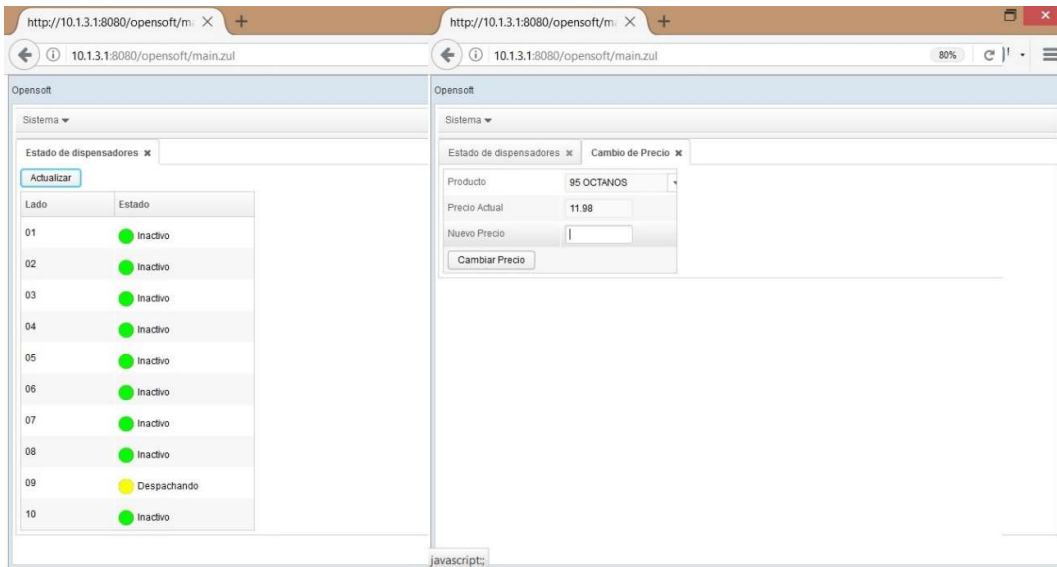 http://10.1.3.1:8080/opensoft/ma
10.1.3.1:8080/opensoft/main.zul
Opensoft
Sistema
Estado de dispensadores
Actualizar
Lado Estado
01 Inactivo
02 Inactivo
03 Inactivo
04 Inactivo
05 Inactivo
06 Inactivo
07 Inactivo
08 Inactivo
09 Despachando
10 Inactivo
http://10.1.3.1:8080/opensoft/m
10.1.3.1:8080/opensoft/main.zul 80%
Opensoft
Sistema
Estado de dispensadores Cambio de Precio
Producto 95 OCTANOS
Precio Actual 11.98
Nuevo Precio
Cambiar Precio
javascript:;